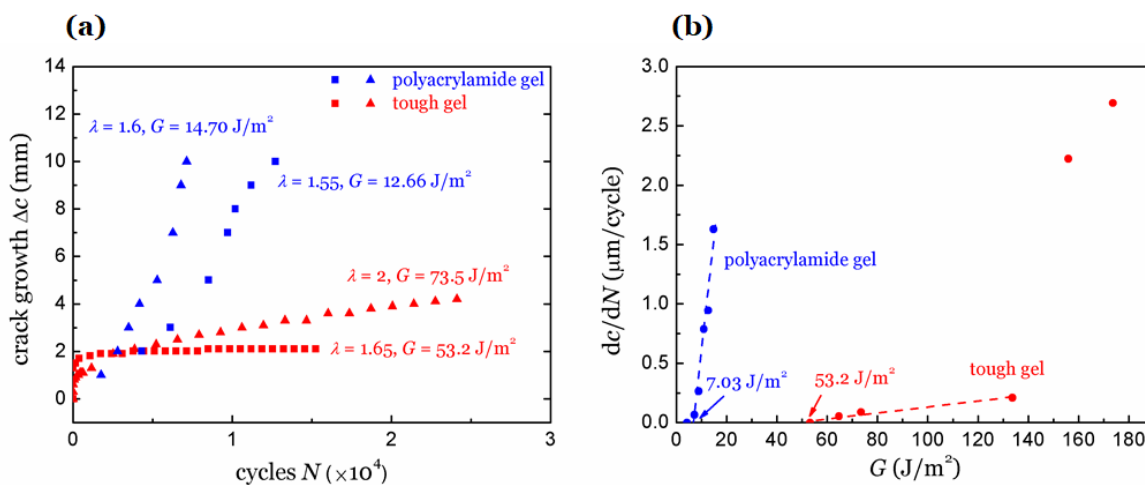 (a)
14
12
10
8
6
4
2
0
crack growth Δc (mm)
0
1
2
3
cycles N (×10⁴)
polyacrylamide gel
tough gel
λ = 1.6, G = 14.70 J/m²
λ = 1.55, G = 12.66 J/m²
λ = 2, G = 73.5 J/m²
λ = 1.65, G = 53.2 J/m²
(b)
3.0
2.5
2.0
1.5
1.0
0.5
0.0
dc/dN (μm/cycle)
0
20
40
60
80
100
120
140
160
180
G (J/m²)
polyacrylamide gel
7.03 J/m²
53.2 J/m²
tough gel